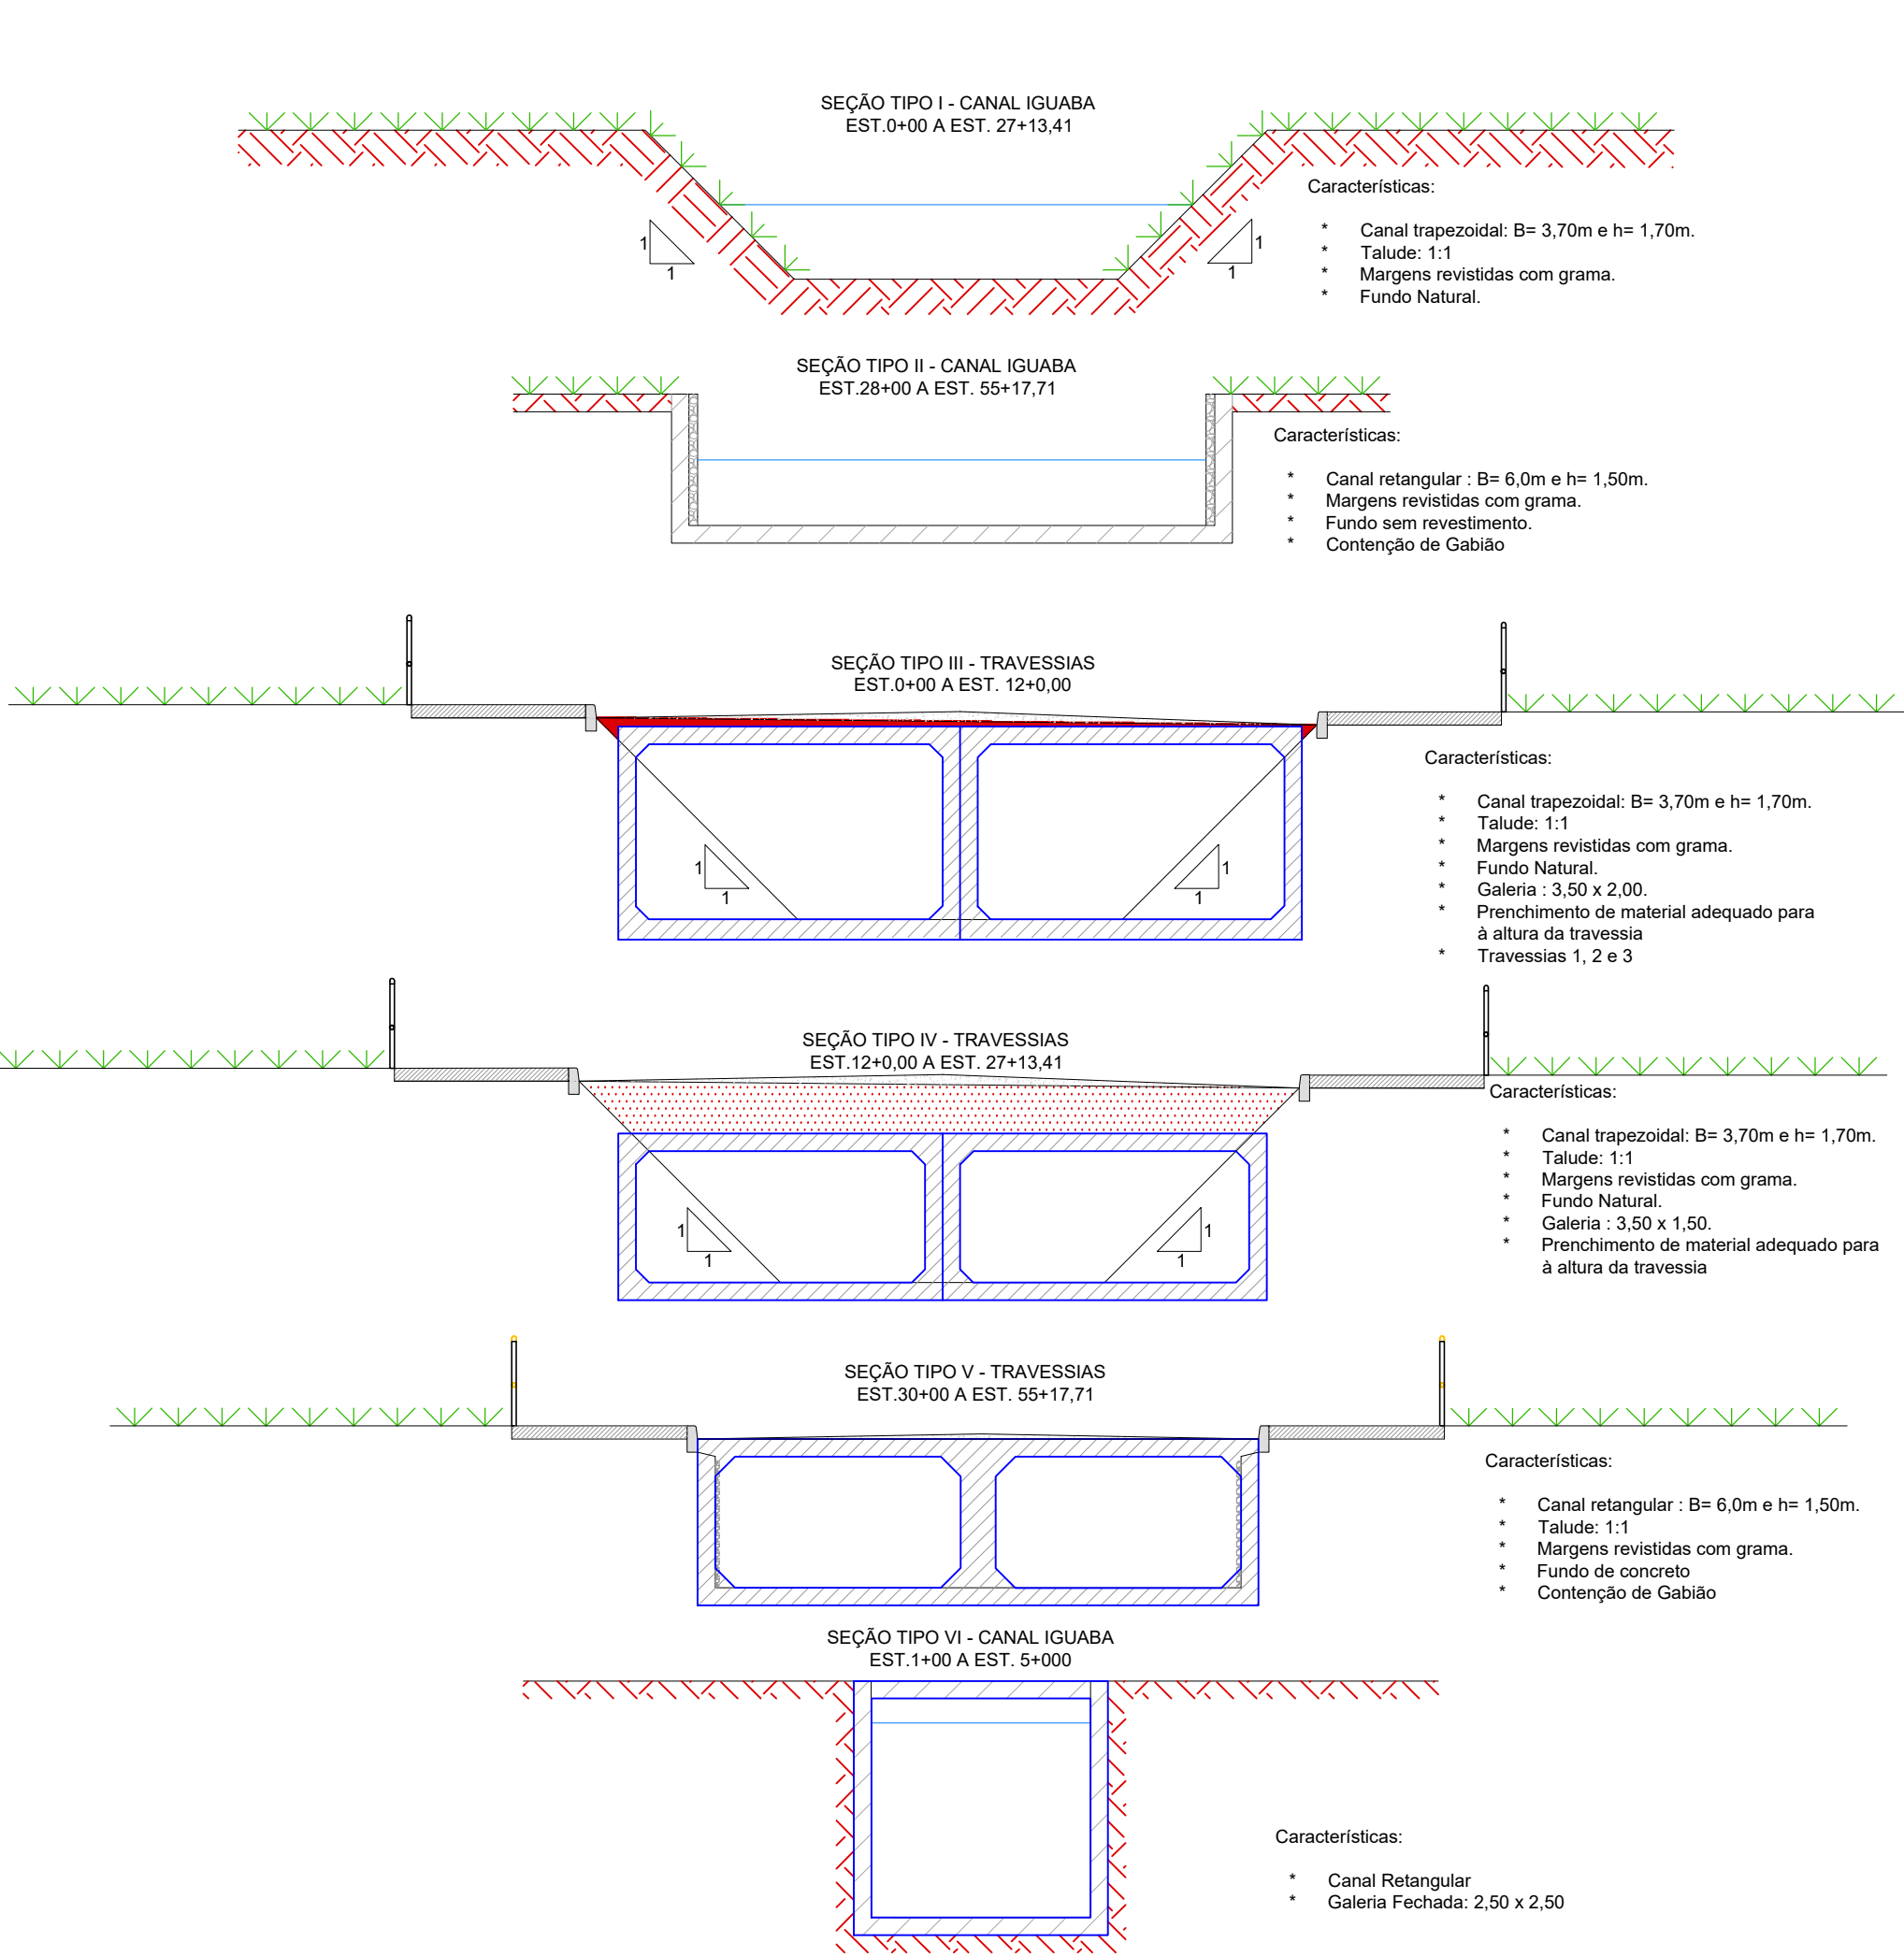 SEÇÃO TIPO I - CANAL IGUABA
EST.0+00 A EST. 27+13,41
Características:
* Canal trapezoidal: B= 3,70m e h= 1,70m.
* Talude: 1:1
* Margens revistidas com grama.
* Fundo Natural.
1
1
1
1
SEÇÃO TIPO II - CANAL IGUABA
EST.28+00 A EST. 55+17,71
Características:
* Canal retangular : B= 6,0m e h= 1,50m.
* Margens revistidas com grama.
* Fundo sem revestimento.
* Contenção de Gabião
SEÇÃO TIPO III - TRAVESSIAS
EST.0+00 A EST. 12+0,00
Características:
* Canal trapezoidal: B= 3,70m e h= 1,70m.
* Talude: 1:1
* Margens revistidas com grama.
* Fundo Natural.
* Galeria : 3,50 x 2,00.
* Prenchimento de material adequado para
à altura da travessia
* Travessias 1, 2 e 3
1
1
1
1
SEÇÃO TIPO IV - TRAVESSIAS
EST.12+0,00 A EST. 27+13,41
Características:
* Canal trapezoidal: B= 3,70m e h= 1,70m.
* Talude: 1:1
* Margens revistidas com grama.
* Fundo Natural.
* Galeria : 3,50 x 1,50.
* Prenchimento de material adequado para
à altura da travessia
1
1
1
1
SEÇÃO TIPO V - TRAVESSIAS
EST.30+00 A EST. 55+17,71
Características:
* Canal retangular : B= 6,0m e h= 1,50m.
* Talude: 1:1
* Margens revistidas com grama.
* Fundo de concreto
* Contenção de Gabião
SEÇÃO TIPO VI - CANAL IGUABA
EST.1+00 A EST. 5+000
Características:
* Canal Retangular
* Galeria Fechada: 2,50 x 2,50